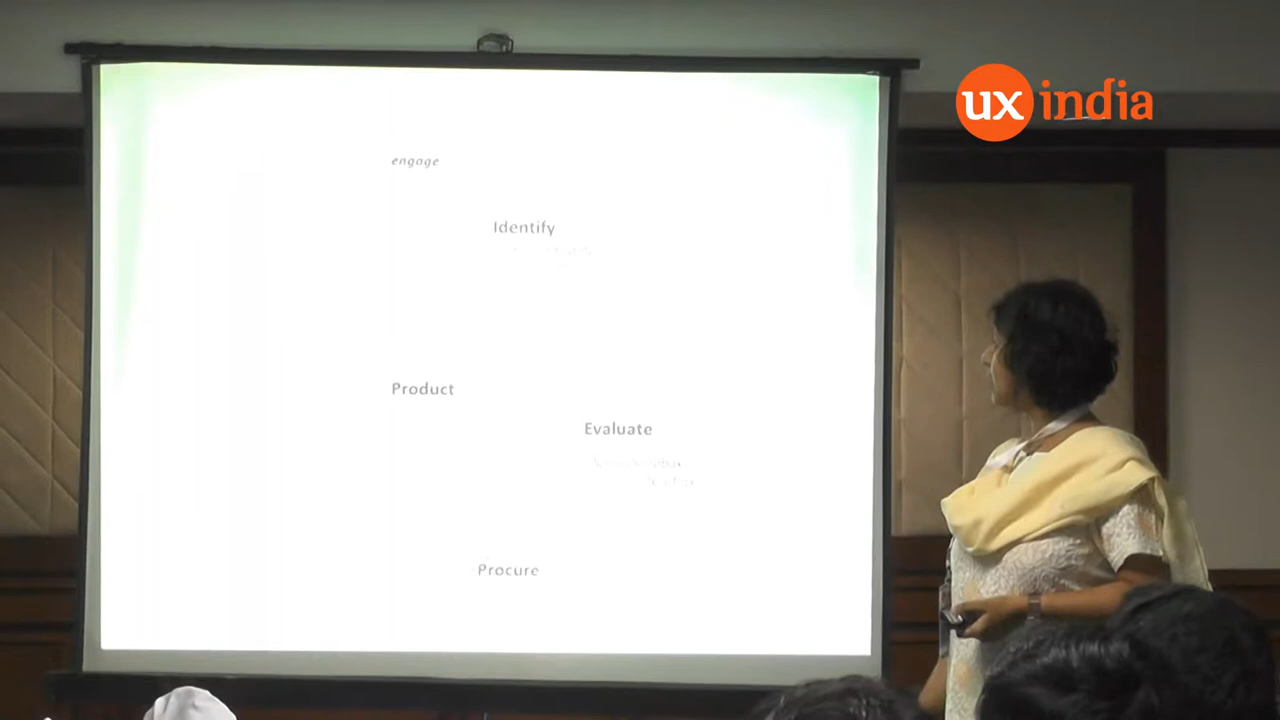 engage
Identify
Product
Evaluate
Procure
ux india